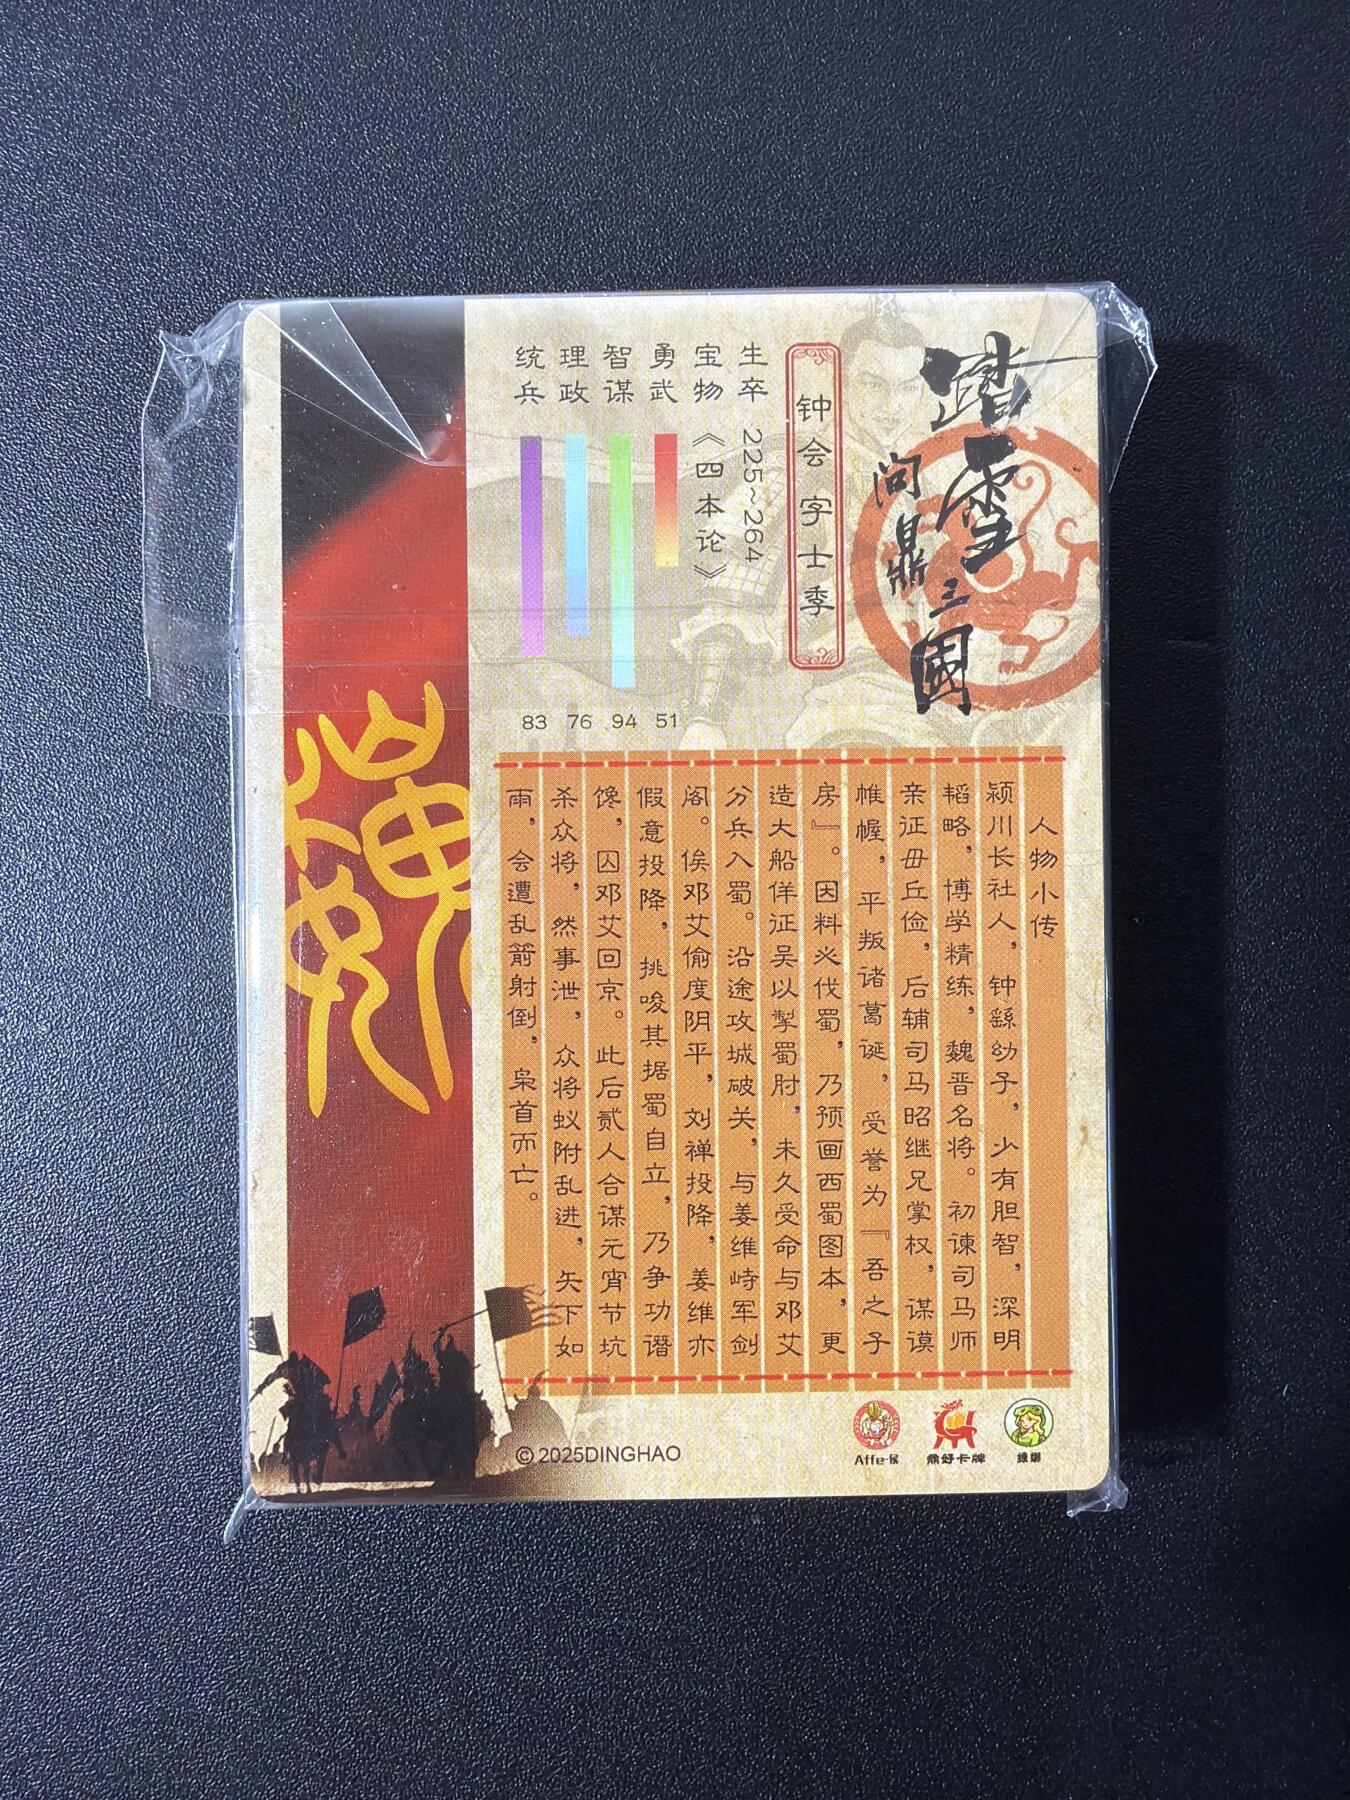 踏雪
问鼎
三國
钟会 字士季
生卒 225~264
宝物 《四本论》
勇武 51
智谋 94
理政 76
统兵 83
人物小传
颍川长社人，钟繇幼子，少有胆智，深明
韬略，博学精练，魏晋名将。初谏司马师
亲征毌丘俭，后辅司马昭继兄掌权，谋谟
帷幄，平叛诸葛诞，受誉为『吾之子
房』。因料必伐蜀，乃预画西蜀图本，更
造大船佯征吴以掣蜀肘，未久受命与邓艾
分兵入蜀。沿途攻城破关，与姜维峙军剑
阁。俟邓艾偷度阴平，刘禅投降，姜维亦
假意投降，挑唆其据蜀自立，乃争功谮
馋，囚邓艾回京。此后贰人合谋元宵节坑
杀众将，然事泄，众将蚁附乱进，矢下如
雨，会遭乱箭射倒，枭首而亡。
魏
© 2025DINGHAO
Affe·侯
鼎好卡牌